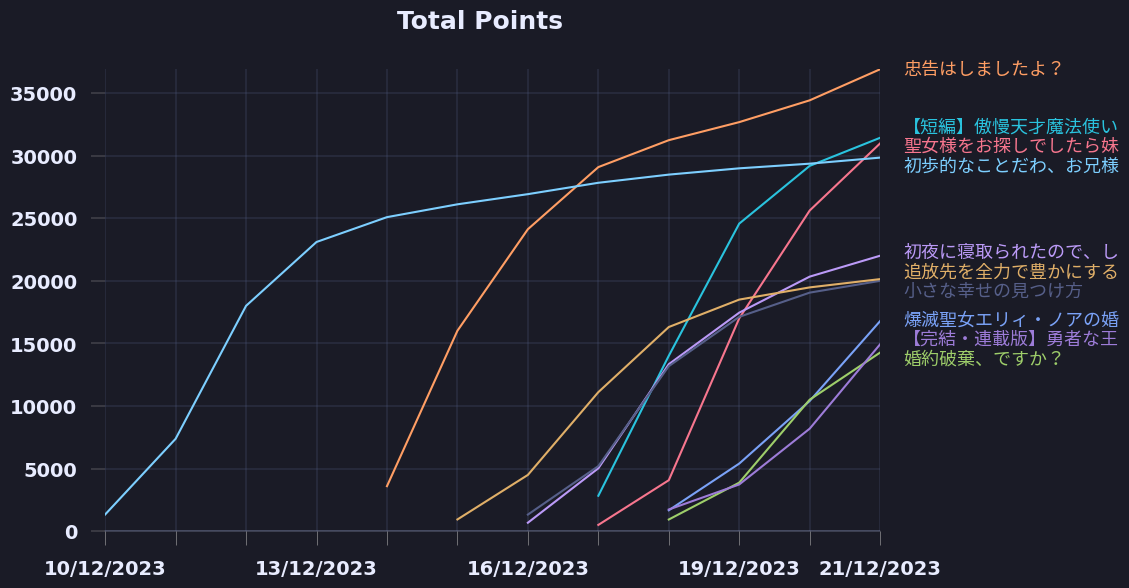 Total Points
35000
30000
25000
20000
15000
10000
5000
0
10/12/2023
13/12/2023
16/12/2023
19/12/2023
21/12/2023
忠告はしましたよ？
【短編】傲慢天才魔法使い
聖女様をお探しでしたら妹
初歩的なことだわ、お兄様
初夜に寝取られたので、し
追放先を全力で豊かにする
小さな幸せの見つけ方
爆滅聖女エリィ・ノアの婚
【完結・連載版】勇者な王
婚約破棄、ですか？